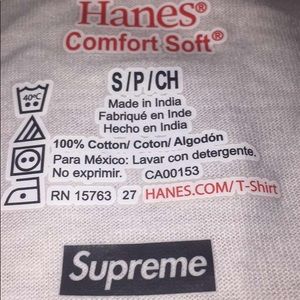 Hanes®
Comfort Soft®
40°C
S/P/CH
Made in India
Fabriqué en Inde
Hecho en India
100% Cotton/ Coton/ Algodón
Para México: Lavar con detergente.
No exprimir. CA00153
RN 15763 27 HANES.COM/T-Shirt
Supreme